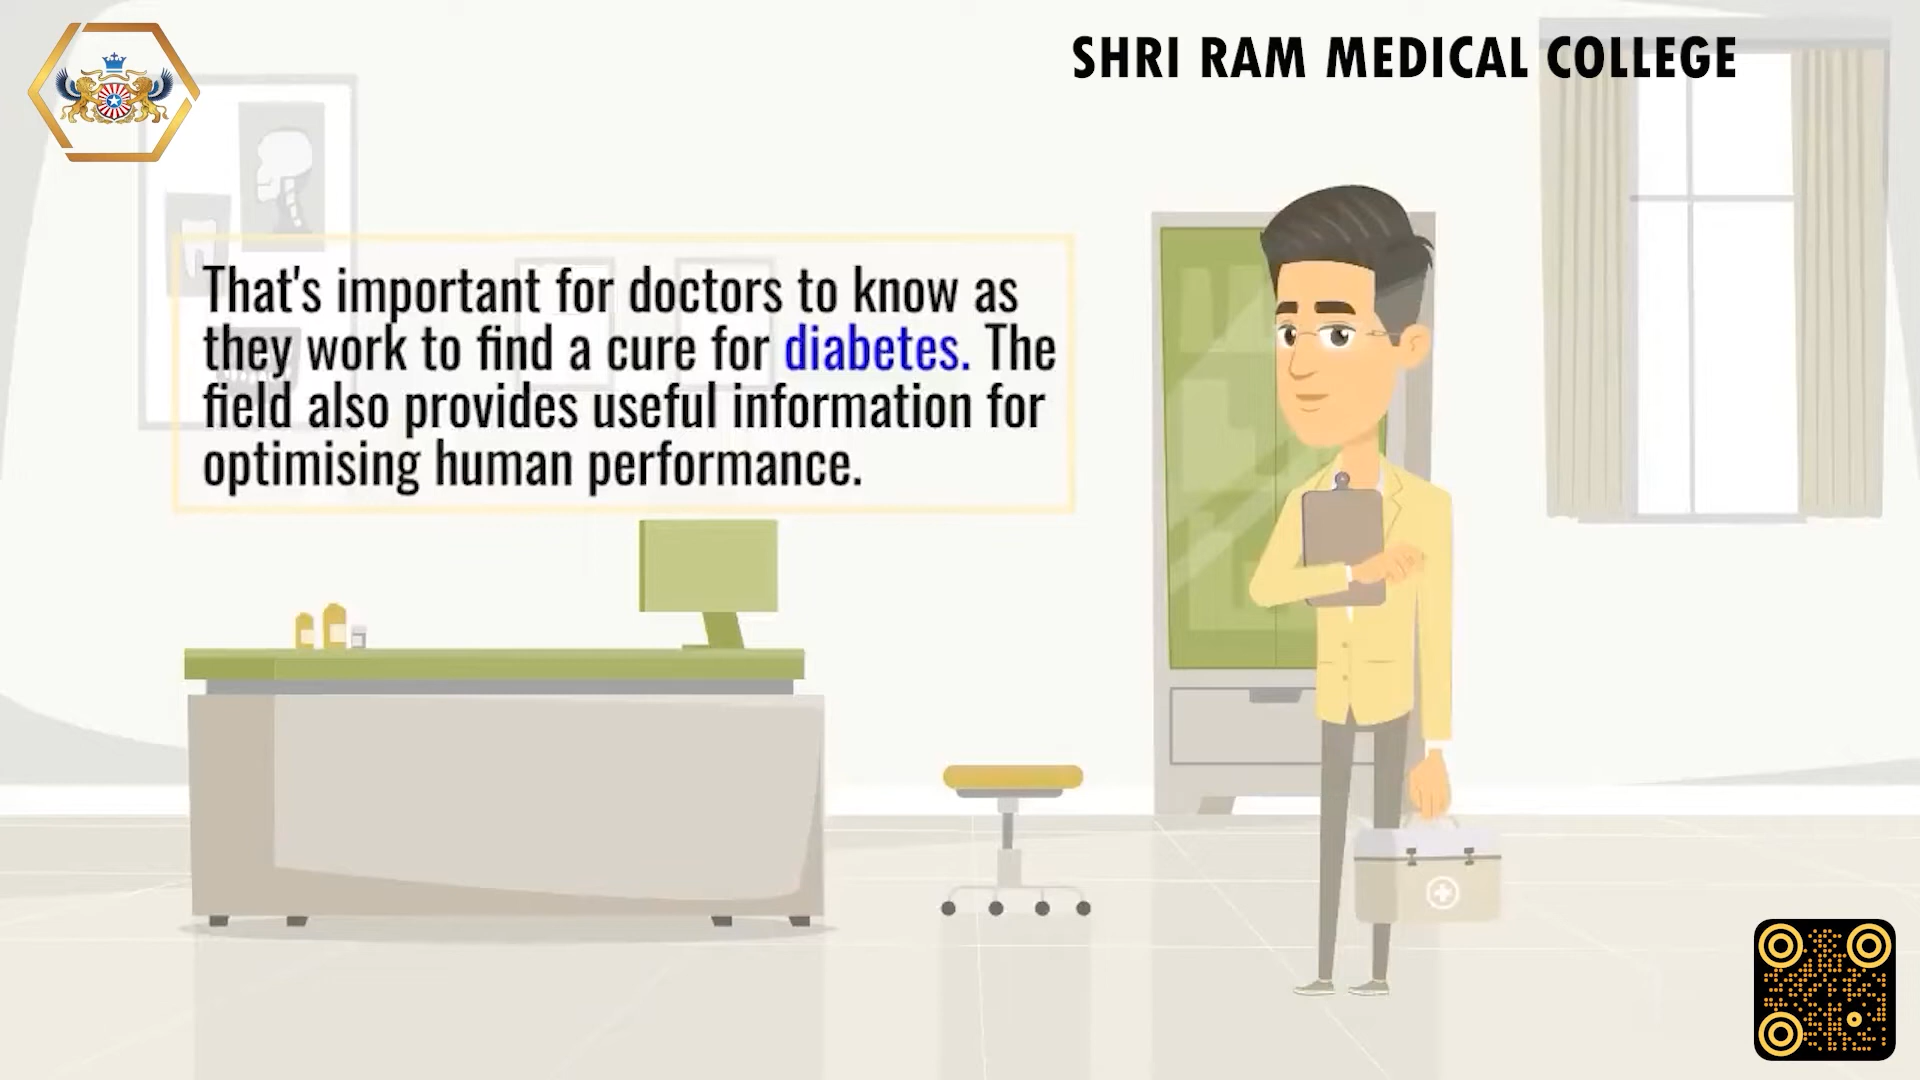 SHRI RAM MEDICAL COLLEGE
That's important for doctors to know as
they work to find a cure for diabetes. The
field also provides useful information for
optimising human performance.